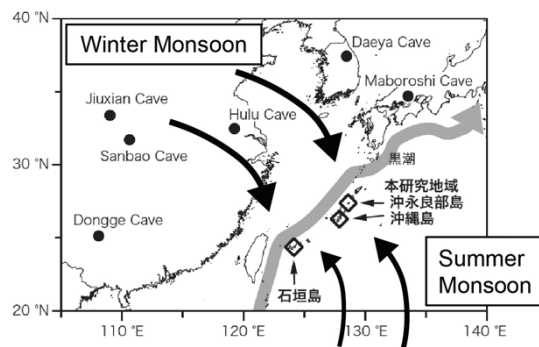 40 °N
Winter Monsoon
Daeya Cave
Maboroshi Cave
Jiuxian Cave
Hulu Cave
Sanbao Cave
30 °N
黒潮
本研究地域
沖永良部島
沖縄島
Dongge Cave
Summer
Monsoon
石垣島
20 °N
110 °E
120 °E
130 °E
140 °E